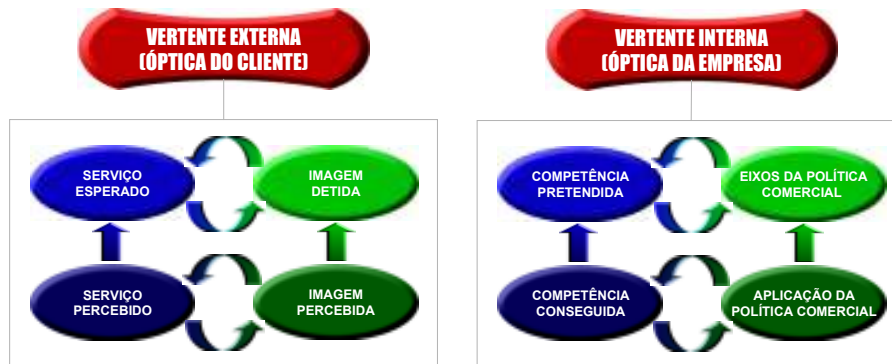 VERTENTE EXTERNA
(ÓPTICA DO CLIENTE)
SERVIÇO
ESPERADO
IMAGEM
DETIDA
SERVIÇO
PERCEBIDO
IMAGEM
PERCEBIDA
VERTENTE INTERNA
(ÓPTICA DA EMPRESA)
COMPETÊNCIA
PRETENDIDA
EIXOS DA POLÍTICA
COMERCIAL
COMPETÊNCIA
CONSEGUIDA
APLICAÇÃO DA
POLÍTICA COMERCIAL